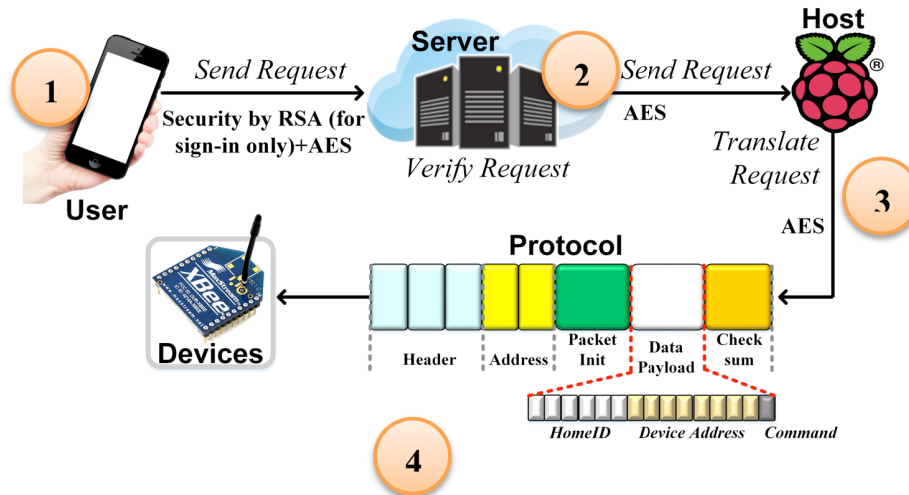 1
User
Send Request
Security by RSA (for
sign-in only)+AES
Server
Verify Request
2
Send Request
AES
Host
®
Translate
Request
AES
3
Protocol
Header
Address
Packet
Init
Data
Payload
Check
sum
HomeID
Device Address
Command
MaxStream
XBee
Devices
4